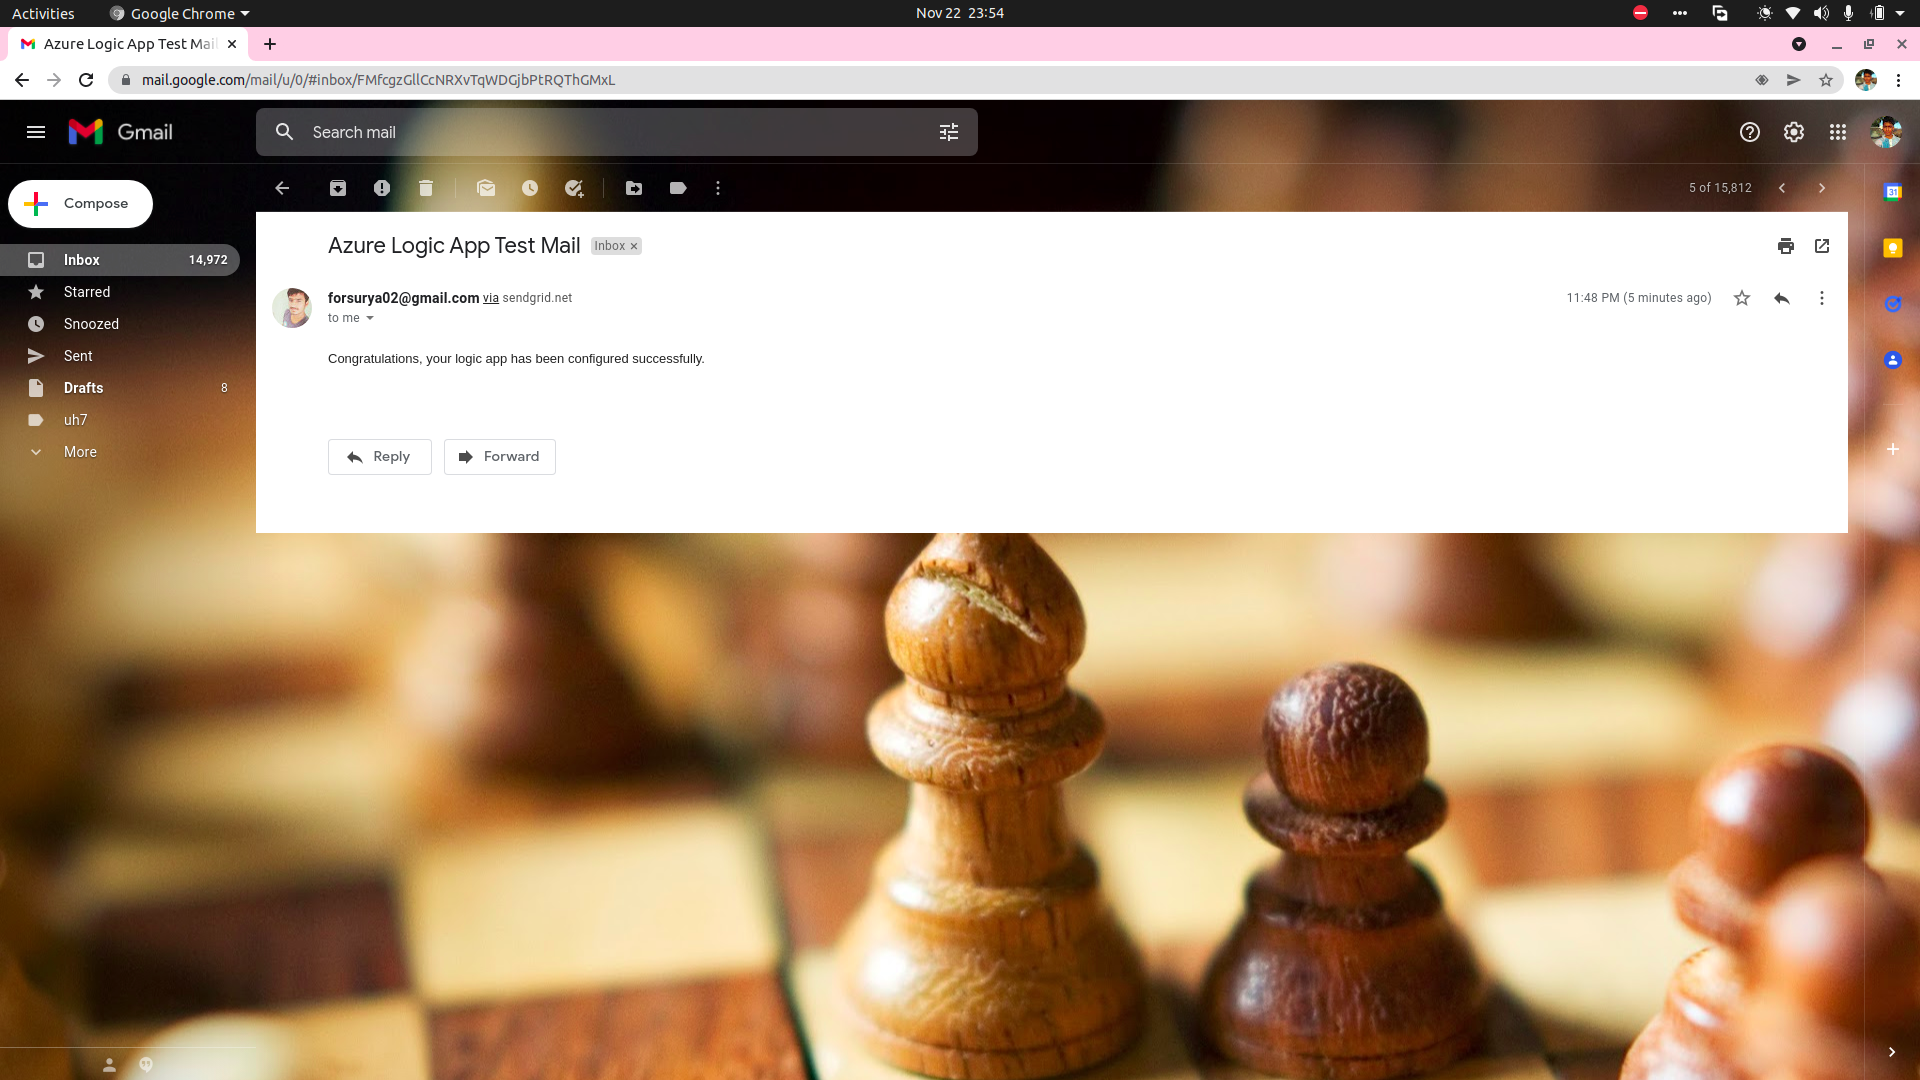 Activities
Google Chrome
Nov 22 23:54
Azure Logic App Test Mail
mail.google.com/mail/u/0/#inbox/FMfcgzGllCcNRXvTqWDGjbPtRQThGMxL
Gmail
Search mail
5 of 15,812
Compose
Inbox 14,972
Starred
Snoozed
Sent
Drafts 8
uh7
More
Azure Logic App Test Mail Inbox ×
forsurya02@gmail.com via sendgrid.net
11:48 PM (5 minutes ago)
to me
Congratulations, your logic app has been configured successfully.
Reply
Forward
31